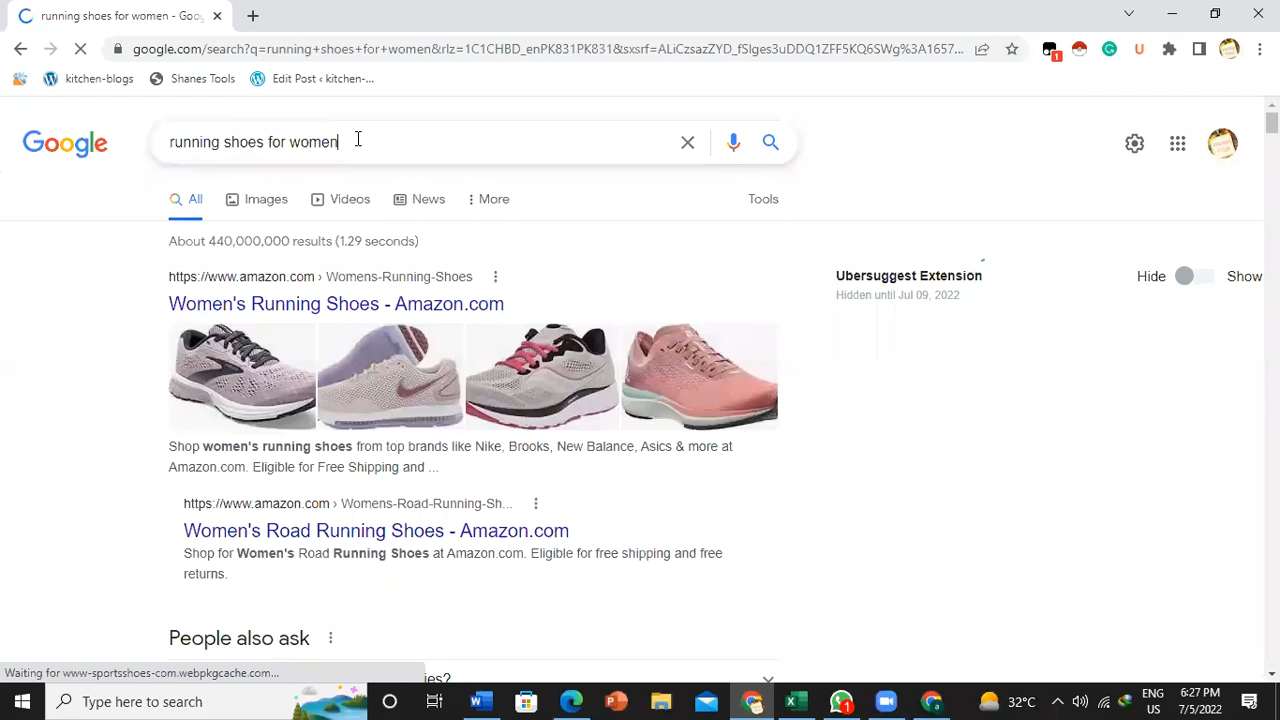 running shoes for women - Goo
google.com/search?q=running+shoes+for+women&rlz=1C1CHBD_enPK831PK831&sxsrf=ALiCzsazZYD_fSlges3uDDQ1ZFF5KQ6SWg%3A1657...
1
U
kitchen-blogs
Shanes Tools
Edit Post ‹ kitchen-...
Google
running shoes for women
All
Images
Videos
News
More
Tools
About 440,000,000 results (1.29 seconds)
https://www.amazon.com › Womens-Running-Shoes
Women's Running Shoes - Amazon.com
Shop women's running shoes from top brands like Nike, Brooks, New Balance, Asics & more at
Amazon.com. Eligible for Free Shipping and ...
https://www.amazon.com › Womens-Road-Running-Sh...
Women's Road Running Shoes - Amazon.com
Shop for Women's Road Running Shoes at Amazon.com. Eligible for free shipping and free
returns.
People also ask
Ubersuggest Extension
Hidden until Jul 09, 2022
Hide
Show
Waiting for www-sportsshoes-com.webpkgcache.com...
ies?
Type here to search
1
32°C
ENG
US
6:27 PM
7/5/2022